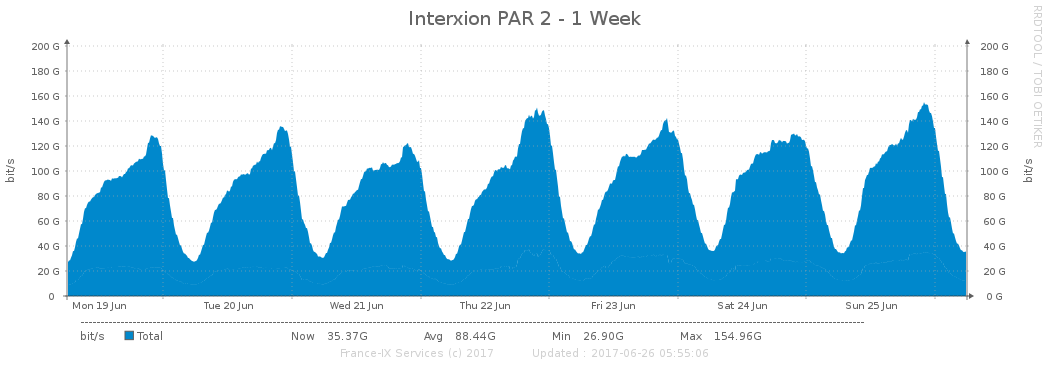 Interxion PAR 2 - 1 Week
RRDTOOL / TOBI OETIKER
200 G 200 G
180 G 180 G
160 G 160 G
140 G 140 G
120 G 120 G
100 G 100 G
80 G 80 G
60 G 60 G
40 G 40 G
20 G 20 G
0 0 G
bit/s bit/s
Mon 19 Jun Tue 20 Jun Wed 21 Jun Thu 22 Jun Fri 23 Jun Sat 24 Jun Sun 25 Jun
bit/s Total Now 35.37G Avg 88.44G Min 26.90G Max 154.96G
France-IX Services (c) 2017 Updated : 2017-06-26 05:55:06